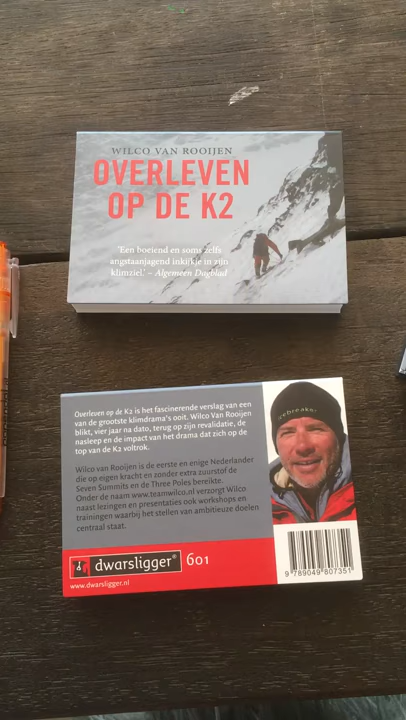 WILCO VAN ROOIJEN
OVERLEVEN
OP DE K2
'Een boeiend en soms zelfs
angstaanjagend inkijkje in zijn
klimziel.' – Algemeen Dagblad
Overleven op de K2 is het fascinerende verslag van een
van de grootste klimdrama's ooit. Wilco Van Rooijen
blikt, vier jaar na dato, terug op zijn revalidatie, de
nasleep en de impact van het drama dat zich op de
top van de K2 voltrok.
Wilco van Rooijen is de eerste en enige Nederlander
die op eigen kracht en zonder extra zuurstof de
Seven Summits en de Three Poles bereikte.
Onder de naam www.teamwilco.nl verzorgt Wilco
naast lezingen en presentaties ook workshops en
trainingen waarbij het stellen van ambitieuze doelen
centraal staat.
dwarsligger® 601
www.dwarsligger.nl
9 789049 807351